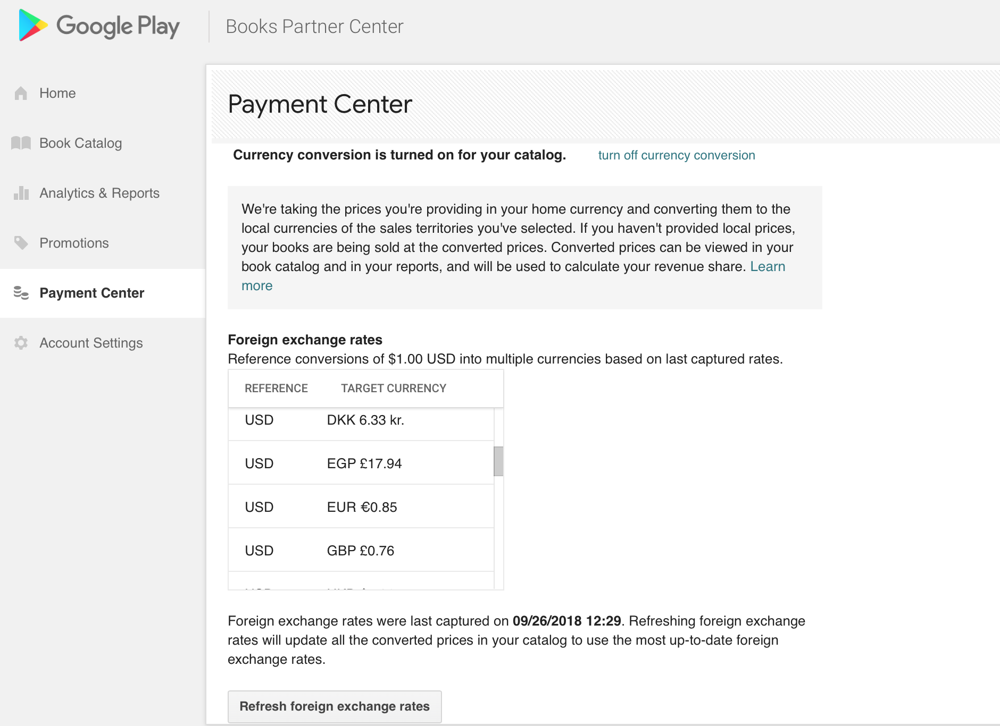 Google Play
Books Partner Center
Home
Book Catalog
Analytics & Reports
Promotions
Payment Center
Account Settings
Payment Center
Currency conversion is turned on for your catalog.
turn off currency conversion
We're taking the prices you're providing in your home currency and converting them to the
local currencies of the sales territories you've selected. If you haven't provided local prices,
your books are being sold at the converted prices. Converted prices can be viewed in your
book catalog and in your reports, and will be used to calculate your revenue share. Learn
more
Foreign exchange rates
Reference conversions of $1.00 USD into multiple currencies based on last captured rates.
REFERENCE TARGET CURRENCY
USD DKK 6.33 kr.
USD EGP £17.94
USD EUR €0.85
USD GBP £0.76
Foreign exchange rates were last captured on 09/26/2018 12:29. Refreshing foreign exchange
rates will update all the converted prices in your catalog to use the most up-to-date foreign
exchange rates.
Refresh foreign exchange rates